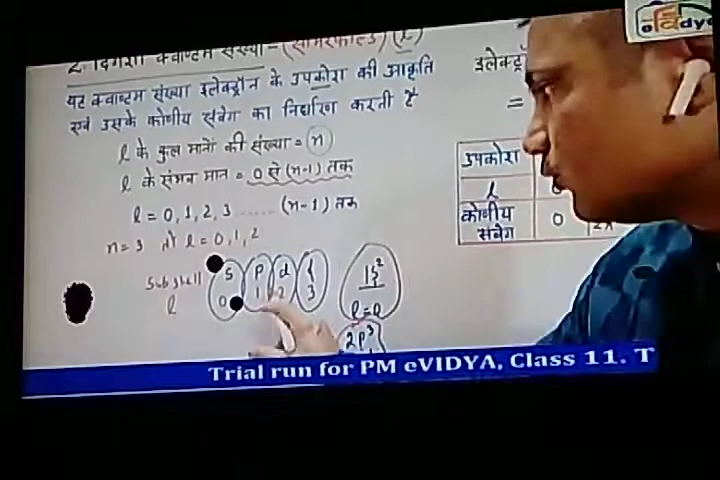 2. दिगंशी क्वाण्टम संख्या - (सोमरफील्ड) (l)
यह क्वाण्टम संख्या इलेक्ट्रॉन के उपकोश की आकृति
एवं उसके कोणीय संवेग का निर्धारण करती है
l के कुल मानों की संख्या = n
l के संभव मान = 0 से (n-1) तक
l = 0, 1, 2, 3 ..... (n-1) तक
n=3 तो l = 0, 1, 2
Subshell s p d f
l 0 1 2 3
1s²
l=0
2p³
=
उपकोश
l
कोणीय संवेग 0
Trial run for PM eVIDYA, Class 11. T